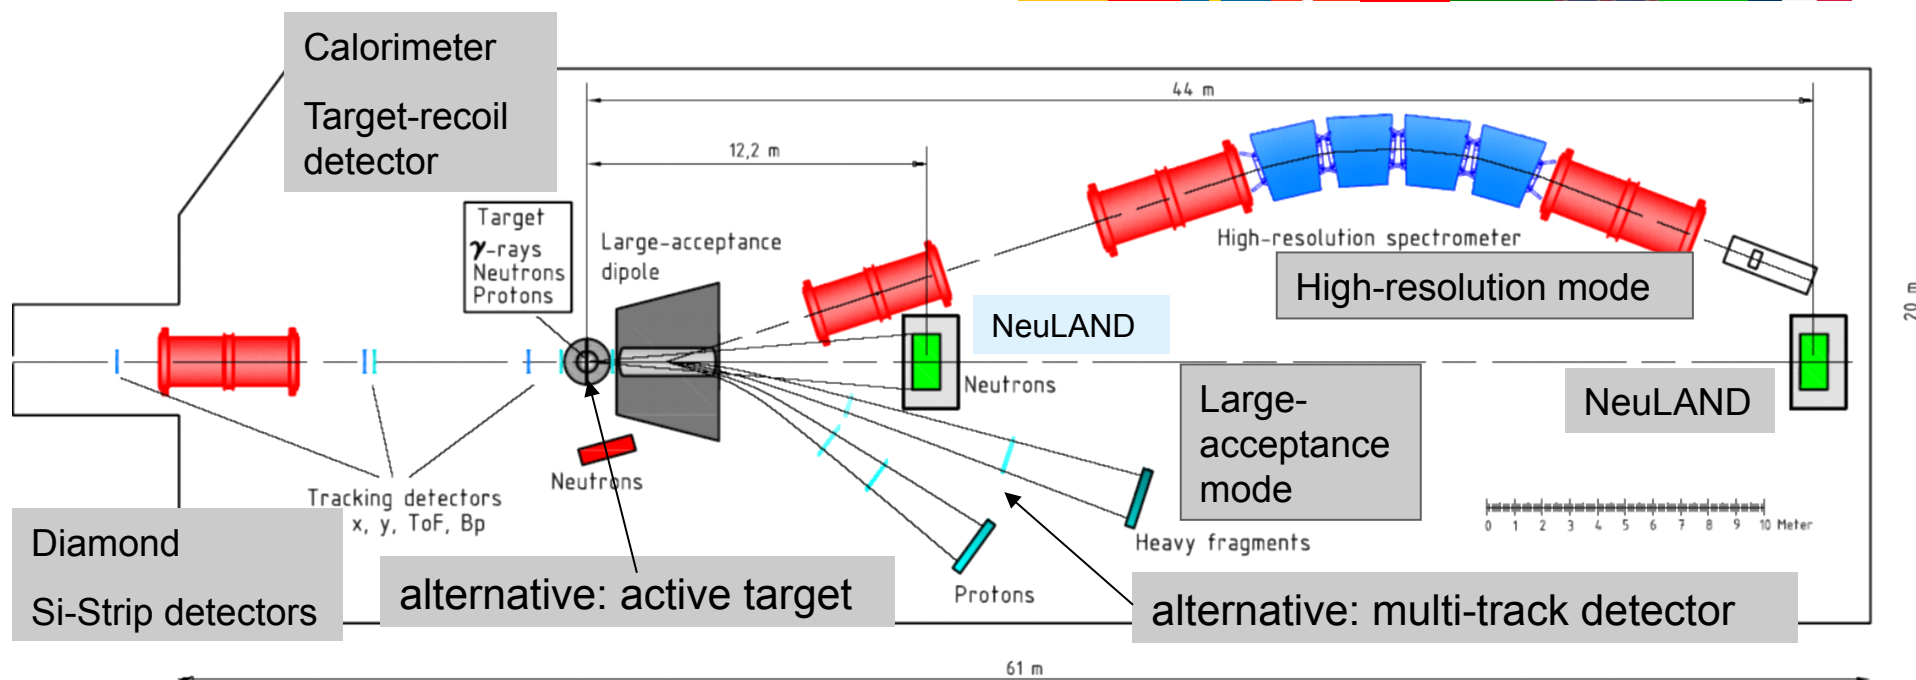 Calorimeter
Target-recoil
detector
44 m
12,2 m
Target
γ-rays
Neutrons
Protons
Large-acceptance
dipole
High-resolution spectrometer
High-resolution mode
20 m
NeuLAND
Neutrons
Large-
acceptance
mode
NeuLAND
Neutrons
Tracking detectors
x, y, ToF, Bp
0 1 2 3 4 5 6 7 8 9 10 Meter
Heavy fragments
Diamond
Si-Strip detectors
alternative: active target
Protons
alternative: multi-track detector
61 m